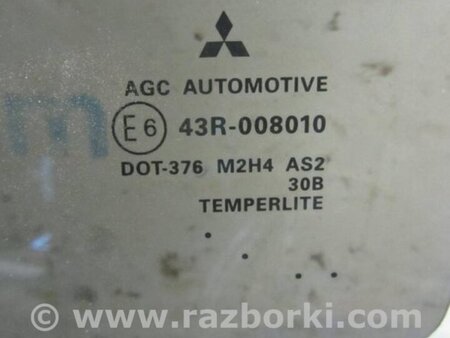 AGC AUTOMOTIVE
E6 43R-008010
DOT-376 M2H4 AS2
30B
TEMPERLITE
© www.razborki.com